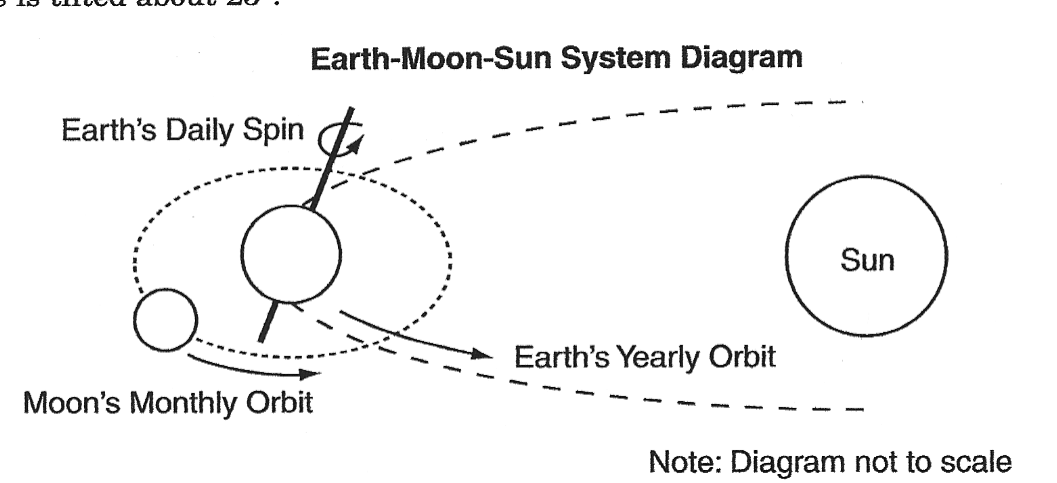 is tilted about 23°.
Earth-Moon-Sun System Diagram
Earth's Daily Spin
Sun
Earth's Yearly Orbit
Moon's Monthly Orbit
Note: Diagram not to scale